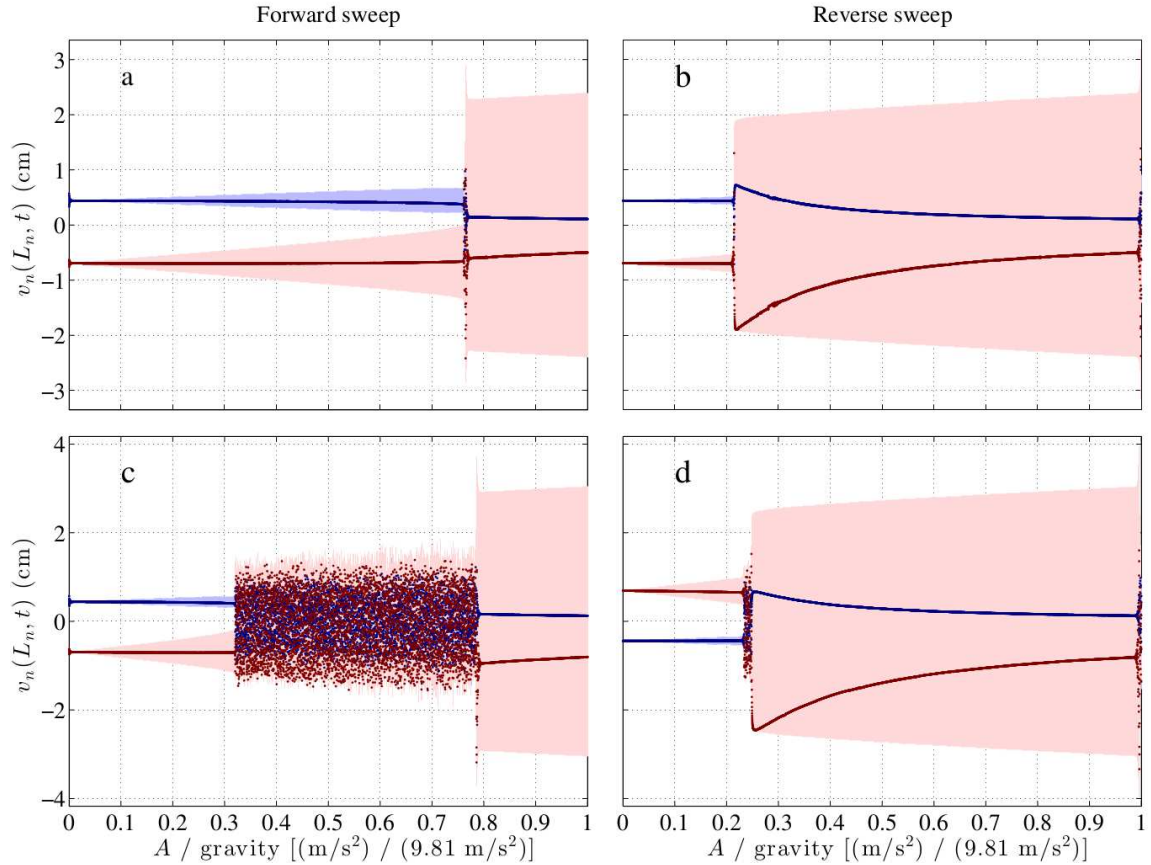 Forward sweep
Reverse sweep
a
b
3
2
1
0
−1
−2
−3
v_n(L_n, t) (cm)
c
d
4
2
0
−2
−4
v_n(L_n, t) (cm)
0 0.1 0.2 0.3 0.4 0.5 0.6 0.7 0.8 0.9 1
0 0.1 0.2 0.3 0.4 0.5 0.6 0.7 0.8 0.9 1
A / gravity [(m/s²) / (9.81 m/s²)]
A / gravity [(m/s²) / (9.81 m/s²)]